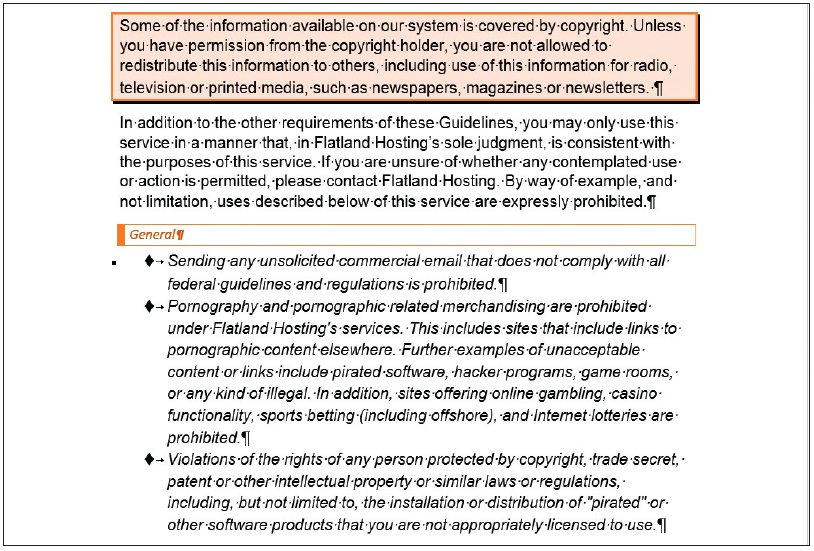 Some of the information available on our system is covered by copyright. Unless
you have permission from the copyright holder, you are not allowed to
redistribute this information to others, including use of this information for radio,
television or printed media, such as newspapers, magazines or newsletters. ¶
In addition to the other requirements of these Guidelines, you may only use this
service in a manner that, in Flatland Hosting's sole judgment, is consistent with
the purposes of this service. If you are unsure of whether any contemplated use
or action is permitted, please contact Flatland Hosting. By way of example, and
not limitation, uses described below of this service are expressly prohibited.¶
General¶
♦→Sending any unsolicited commercial email that does not comply with all
federal guidelines and regulations is prohibited.¶
♦→Pornography and pornographic related merchandising are prohibited
under Flatland Hosting's services. This includes sites that include links to
pornographic content elsewhere. Further examples of unacceptable
content or links include pirated software, hacker programs, game rooms,
or any kind of illegal. In addition, sites offering online gambling, casino
functionality, sports betting (including offshore), and Internet lotteries are
prohibited.¶
♦→Violations of the rights of any person protected by copyright, trade secret,
patent or other intellectual property or similar laws or regulations,
including, but not limited to, the installation or distribution of "pirated" or
other software products that you are not appropriately licensed to use.¶